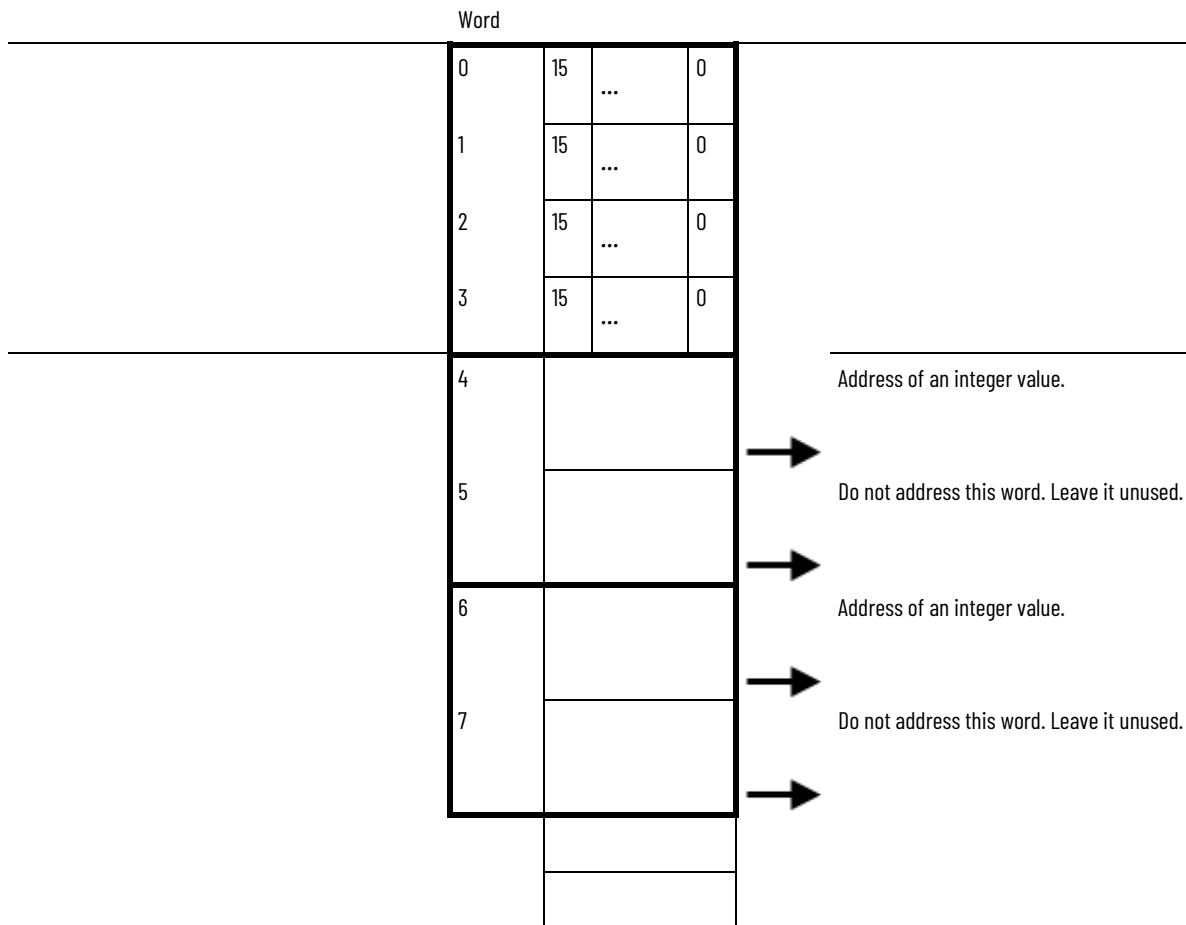 Word
0 15 ... 0
1 15 ... 0
2 15 ... 0
3 15 ... 0
4 Address of an integer value.
5 Do not address this word. Leave it unused.
6 Address of an integer value.
7 Do not address this word. Leave it unused.